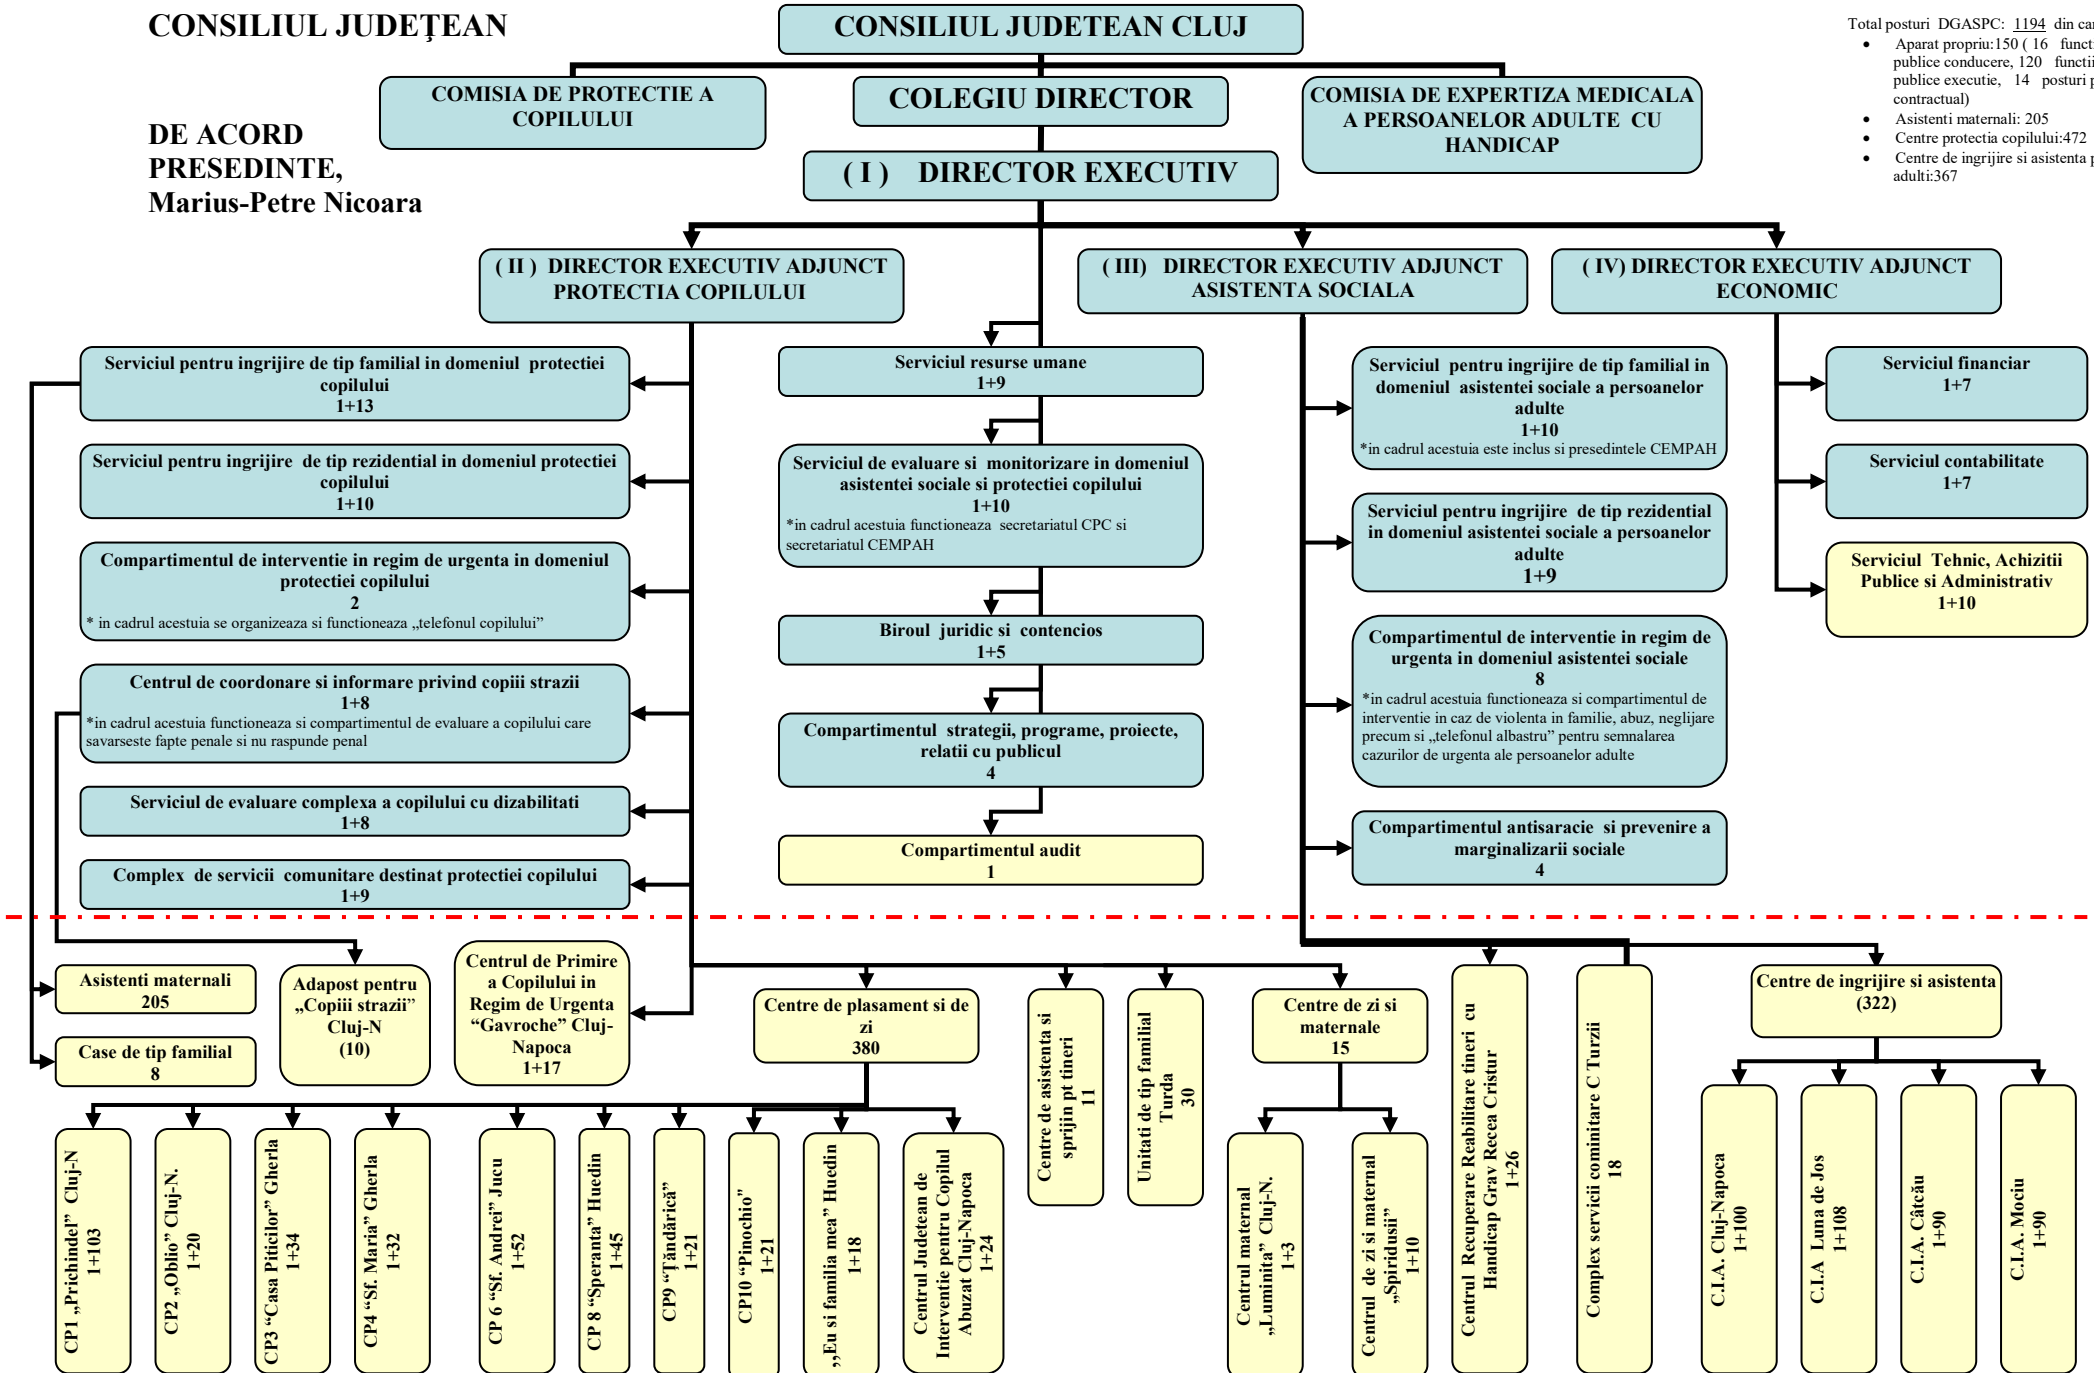 CONSILIUL JUDEŢEAN
DE ACORD
PRESEDINTE,
Marius-Petre Nicoara
CONSILIUL JUDETEAN CLUJ
COMISIA DE PROTECTIE A
COPILULUI
COLEGIU DIRECTOR
COMISIA DE EXPERTIZA MEDICALA
A PERSOANELOR ADULTE CU
HANDICAP
( I ) DIRECTOR EXECUTIV
Total posturi DGASPC: 1194 din
• Aparat propriu:150 ( 16
publice conducere, 120
publice executie, 14 posturi
contractual)
• Asistenti maternali: 205
• Centre protectia copilului:472
• Centre de ingrijire si asistenta
adulti:367
( II ) DIRECTOR EXECUTIV ADJUNCT
PROTECTIA COPILULUI
( III) DIRECTOR EXECUTIV ADJUNCT
ASISTENTA SOCIALA
( IV) DIRECTOR EXECUTIV ADJUNCT
ECONOMIC
Serviciul pentru ingrijire de tip familial in domeniul protectiei
copilului
1+13
Serviciul pentru ingrijire de tip rezidential in domeniul protectiei
copilului
1+10
Compartimentul de interventie in regim de urgenta in domeniul
protectiei copilului
2
* in cadrul acestuia se organizeaza si functioneaza „telefonul copilului”
Centrul de coordonare si informare privind copiii strazii
1+8
*in cadrul acestuia functioneaza si compartimentul de evaluare a copilului care
savarseste fapte penale si nu raspunde penal
Serviciul de evaluare complexa a copilului cu dizabilitati
1+8
Complex de servicii comunitare destinat protectiei copilului
1+9
Serviciul resurse umane
1+9
Serviciul de evaluare si monitorizare in domeniul
asistentei sociale si protectiei copilului
1+10
*in cadrul acestuia functioneaza secretariatul CPC si
secretariatul CEMPAH
Biroul juridic si contencios
1+5
Compartimentul strategii, programe, proiecte,
relatii cu publicul
4
Compartimentul audit
1
Serviciul pentru ingrijire de tip familial in
domeniul asistentei sociale a persoanelor
adulte
1+10
*in cadrul acestuia este inclus si presedintele CEMPAH
Serviciul pentru ingrijire de tip rezidential
in domeniul asistentei sociale a persoanelor
adulte
1+9
Compartimentul de interventie in regim de
urgenta in domeniul asistentei sociale
8
*in cadrul acestuia functioneaza si compartimentul de
interventie in caz de violenta in familie, abuz, neglijare
precum si „telefonul albastru” pentru semnalarea
cazurilor de urgenta ale persoanelor adulte
Compartimentul antisaracie si prevenire a
marginalizarii sociale
4
Serviciul financiar
1+7
Serviciul contabilitate
1+7
Serviciul Tehnic, Achizitii
Publice si Administrativ
1+10
Asistenti maternali
205
Case de tip familial
8
Adapost pentru
„Copiii strazii”
Cluj-N
(10)
Centrul de Primire
a Copilului in
Regim de Urgenta
“Gavroche” Cluj-
Napoca
1+17
Centre de plasament si de
zi
380
Centre de asistenta si
sprijin pt tineri
11
Unitati de tip familial
Turda
30
Centre de zi si
maternale
15
Centrul Recuperare Reabilitare tineri cu
Handicap Grav Recea Cristur
1+26
Complex servicii cominitare C Turzii
18
Centre de ingrijire si asistenta
(322)
CP1 „Prichindel” Cluj-N
1+103
CP2 „Oblio” Cluj-N.
1+20
CP3 “Casa Piticilor” Gherla
1+34
CP4 “Sf. Maria” Gherla
1+32
CP 6 “Sf. Andrei” Jucu
1+52
CP 8 “Speranta” Huedin
1+45
CP9 “Ţăndărică”
1+21
CP10 “Pinochio"
1+21
„Eu si familia mea” Huedin
1+18
Centrul Judetean de
Interventie pentru Copilul
Abuzat Cluj-Napoca
1+24
Centrul maternal
„Luminita” Cluj-N.
1+3
Centrul de zi si maternal
„Spiridusii”
1+10
C.I.A. Cluj-Napoca
1+100
C.I.A Luna de Jos
1+108
C.I.A. Câtcău
1+90
C.I.A. Mociu
1+90